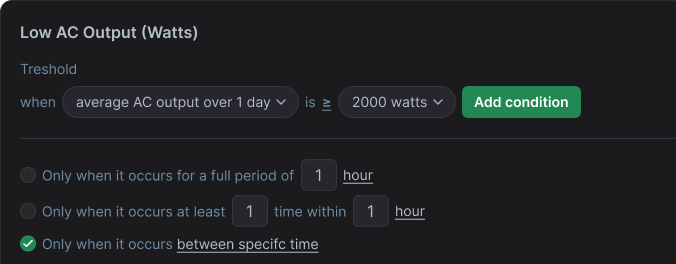 Low AC Output (Watts)
Treshold
when average AC output over 1 day is ≥ 2000 watts Add condition
Only when it occurs for a full period of 1 hour
Only when it occurs at least 1 time within 1 hour
Only when it occurs between specifc time